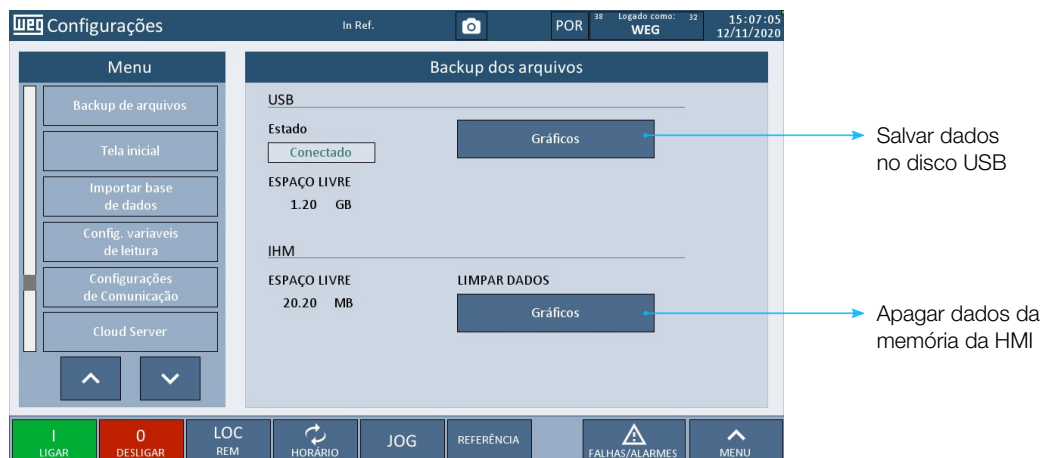 WEG Configurações
In Ref.
POR
38 Logado como: 32
WEG
15:07:05
12/11/2020
Menu
Backup de arquivos
Tela inicial
Importar base
de dados
Config. variaveis
de leitura
Configurações
de Comunicação
Cloud Server
Backup dos arquivos
USB
Estado
Conectado
Gráficos
ESPAÇO LIVRE
1.20 GB
IHM
ESPAÇO LIVRE
20.20 MB
LIMPAR DADOS
Gráficos
Salvar dados
no disco USB
Apagar dados da
memória da HMI
I
LIGAR
0
DESLIGAR
LOC
REM
HORÁRIO
JOG
REFERÊNCIA
FALHAS/ALARMES
MENU